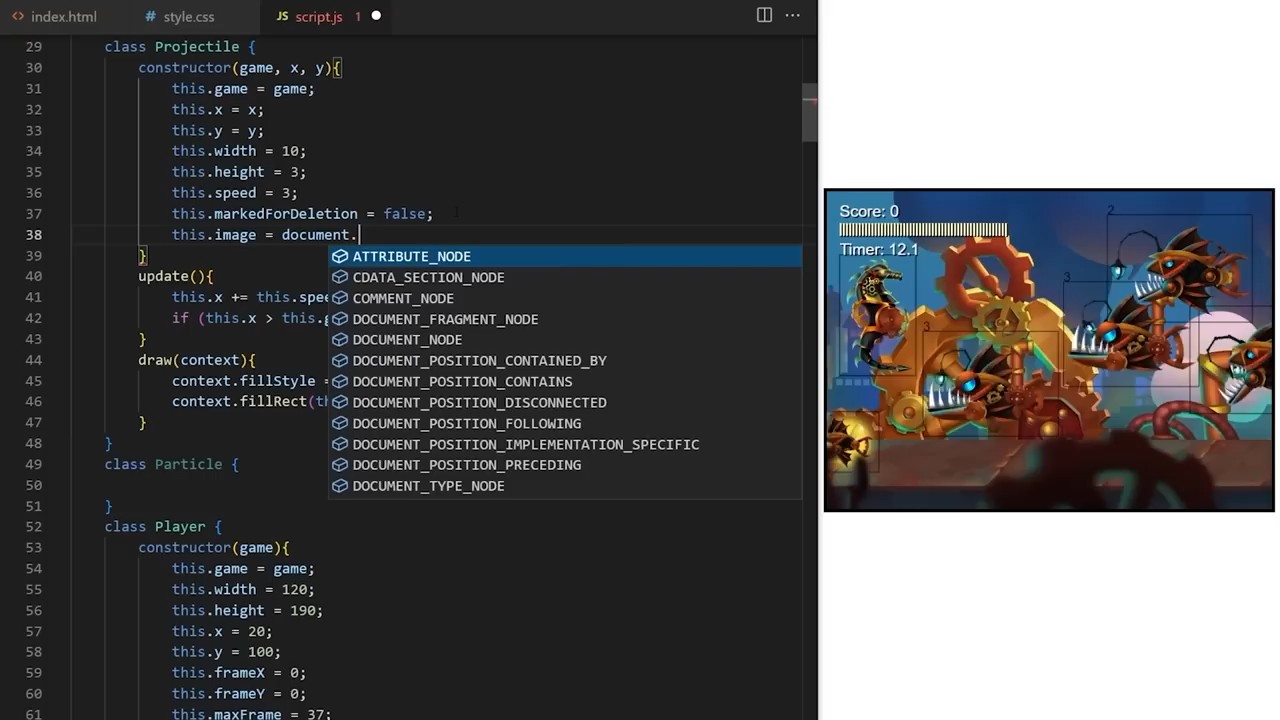 index.html
style.css
script.js 1
29 class Projectile {
30 constructor(game, x, y){
31 this.game = game;
32 this.x = x;
33 this.y = y;
34 this.width = 10;
35 this.height = 3;
36 this.speed = 3;
37 this.markedForDeletion = false;
38 this.image = document.
39 }
40 update(){
41 this.x += this.spee
42 if (this.x > this.g
43 }
44 draw(context){
45 context.fillStyle =
46 context.fillRect(th
47 }
48 }
49 class Particle {
50
51 }
52 class Player {
53 constructor(game){
54 this.game = game;
55 this.width = 120;
56 this.height = 190;
57 this.x = 20;
58 this.y = 100;
59 this.frameX = 0;
60 this.frameY = 0;
61 this.maxFrame = 37;
ATTRIBUTE_NODE
CDATA_SECTION_NODE
COMMENT_NODE
DOCUMENT_FRAGMENT_NODE
DOCUMENT_NODE
DOCUMENT_POSITION_CONTAINED_BY
DOCUMENT_POSITION_CONTAINS
DOCUMENT_POSITION_DISCONNECTED
DOCUMENT_POSITION_FOLLOWING
DOCUMENT_POSITION_IMPLEMENTATION_SPECIFIC
DOCUMENT_POSITION_PRECEDING
DOCUMENT_TYPE_NODE
Score: 0
Timer: 12.1
2
3
3